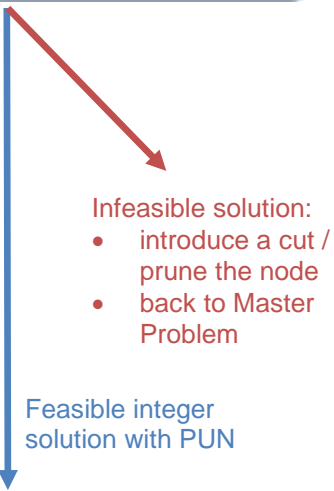 Infeasible solution:
• introduce a cut /
prune the node
• back to Master
Problem
Feasible integer
solution with PUN